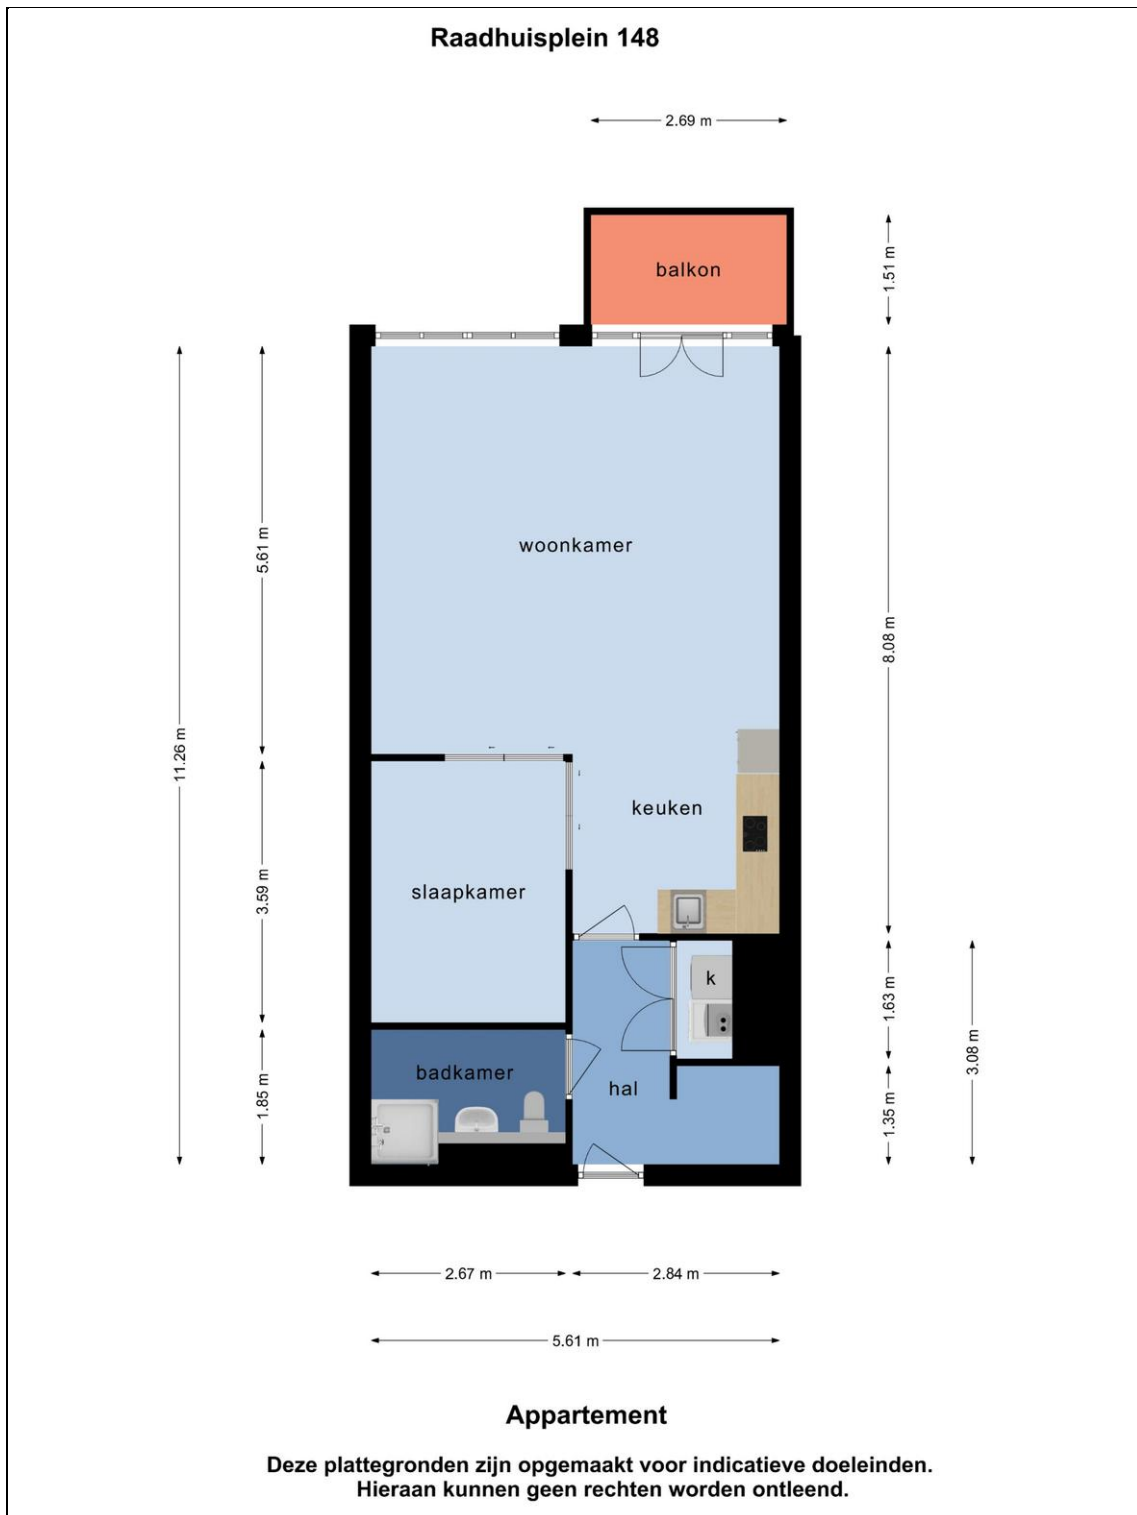 Raadhuisplein 148
2.69 m
balkon
1.51 m
woonkamer
5.61 m
8.08 m
11.26 m
keuken
slaapkamer
3.59 m
k
1.63 m
3.08 m
badkamer
hal
1.85 m
1.35 m
2.67 m
2.84 m
5.61 m
Appartement
Deze plattegronden zijn opgemaakt voor indicatieve doeleinden.
Hieraan kunnen geen rechten worden ontleend.